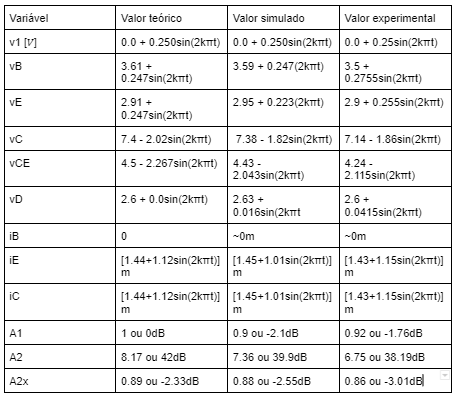 Variável Valor teórico Valor simulado Valor experimental
v1 [V] 0.0 + 0.250sin(2kπt) 0.0 + 0.250sin(2kπt) 0.0 + 0.25sin(2kπt)
vB 3.61 + 3.59 + 0.247(2kπt) 3.5 +
0.247sin(2kπt) 0.2755sin(2kπt)
vE 2.91 + 2.95 + 0.223(2kπt) 2.9 + 0.255sin(2kπt)
0.247sin(2kπt)
vC 7.4 - 2.02sin(2kπt) 7.38 - 1.82sin(2kπt) 7.14 - 1.86sin(2kπt)
vCE 4.5 - 2.267sin(2kπt) 4.43 - 4.24 -
2.043sin(2kπt) 2.115sin(2kπt)
vD 2.6 + 0.0sin(2kπt) 2.63 + 2.6 +
0.016sin(2kπt 0.0415sin(2kπt)
iB 0 ~0m ~0m
iE [1.44+1.12sin(2kπt)] [1.45+1.01sin(2kπt)] [1.43+1.15sin(2kπt)]
m m m
iC [1.44+1.12sin(2kπt)] [1.45+1.01sin(2kπt)] [1.43+1.15sin(2kπt)]
m m m
A1 1 ou 0dB 0.9 ou -2.1dB 0.92 ou -1.76dB
A2 8.17 ou 42dB 7.36 ou 39.9dB 6.75 ou 38.19dB
A2x 0.89 ou -2.33dB 0.88 ou -2.55dB 0.86 ou -3.01dB